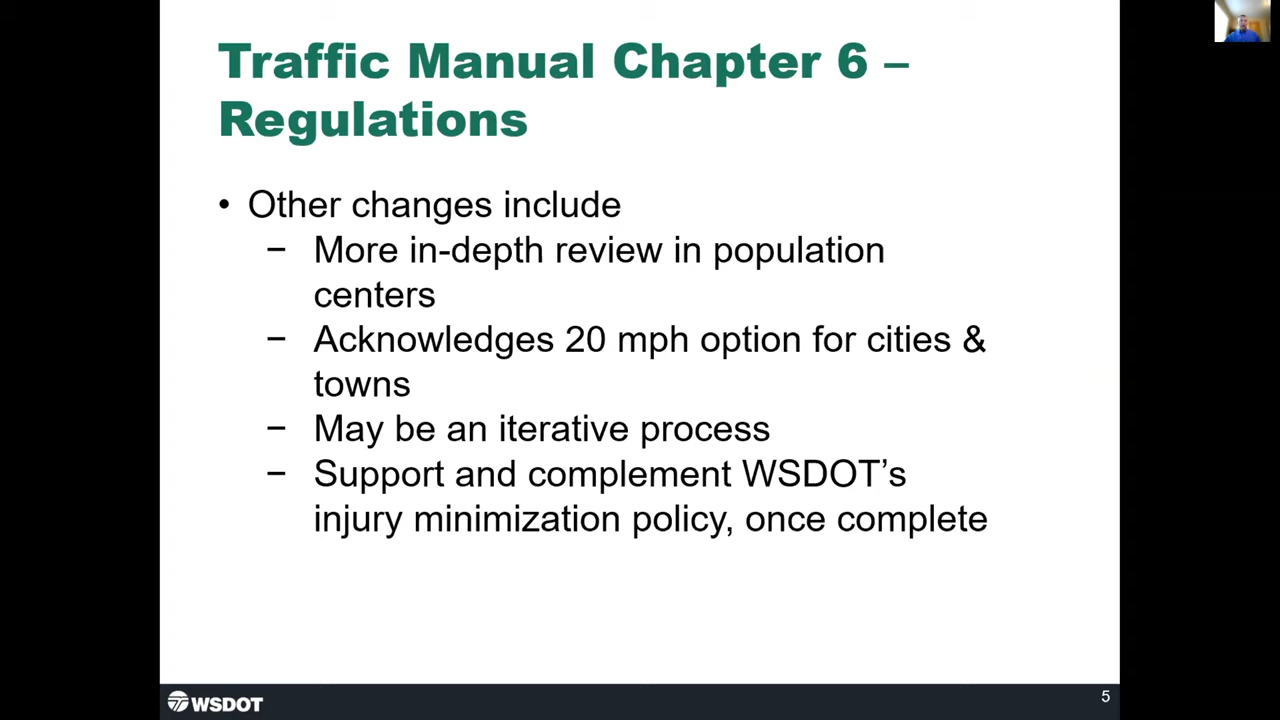 Traffic Manual Chapter 6 –
Regulations
• Other changes include
− More in-depth review in population
centers
− Acknowledges 20 mph option for cities &
towns
− May be an iterative process
− Support and complement WSDOT’s
injury minimization policy, once complete
WSDOT
5